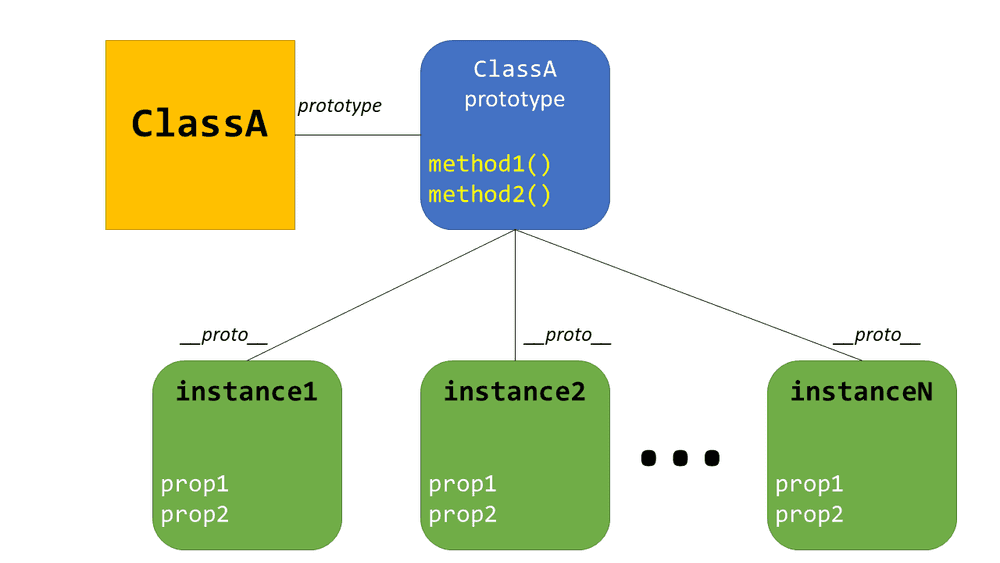 ClassA
prototype
ClassA
prototype
method1()
method2()
__proto__
__proto__
__proto__
instance1
prop1
prop2
instance2
prop1
prop2
...
instanceN
prop1
prop2